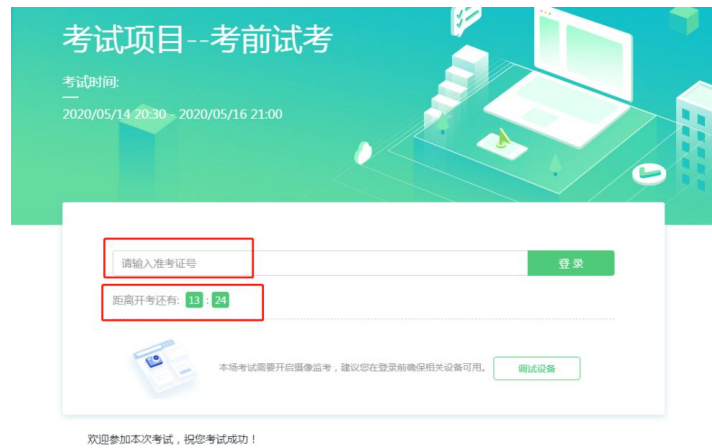 考试项目--考前试考
考试时间:
2020/05/14 20:30 - 2020/05/16 21:00
请输入准考证号
登 录
距离开考还有: 13 : 24
本场考试需要开启摄像监考，建议您在登录前确保相关设备可用。
调试设备
欢迎参加本次考试，祝您考试成功！